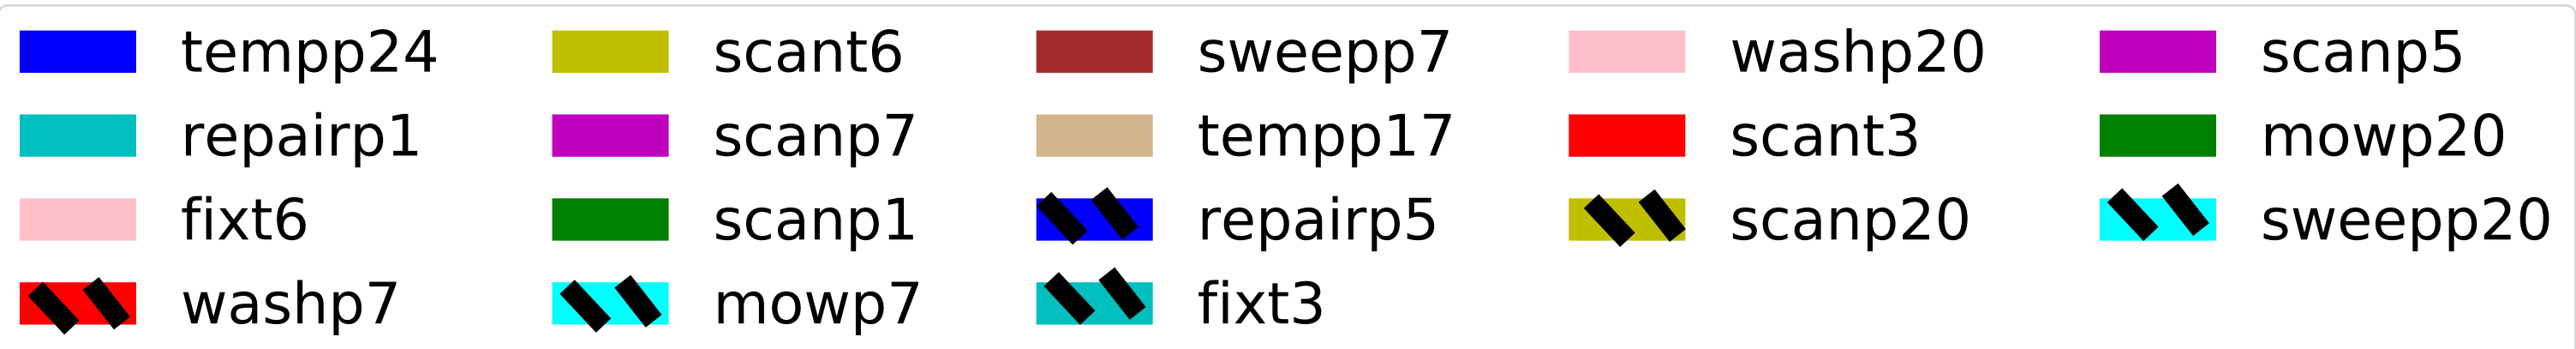 tempp24 scant6 sweepp7 washp20 scanp5
repairp1 scanp7 tempp17 scant3 mowp20
fixt6 scanp1 repairp5 scanp20 sweepp20
washp7 mowp7 fixt3